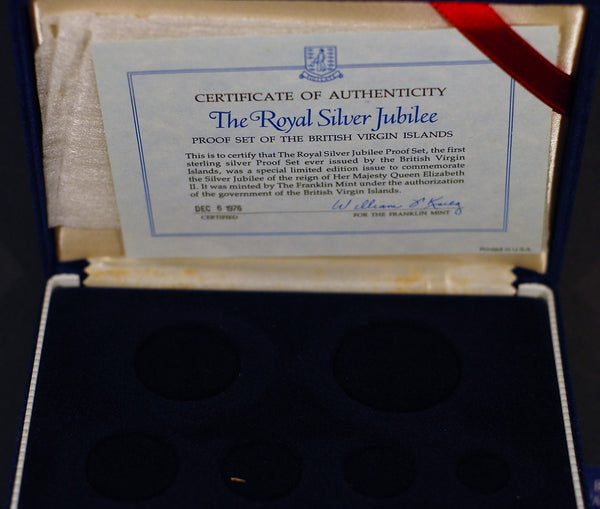 CERTIFICATE OF AUTHENTICITY
The Royal Silver Jubilee
PROOF SET OF THE BRITISH VIRGIN ISLANDS
This is to certify that The Royal Silver Jubilee Proof Set, the first
sterling silver Proof Set ever issued by the British Virgin
Islands, was a special limited edition issue to commemorate
the Silver Jubilee of the reign of Her Majesty Queen Elizabeth
II. It was minted by The Franklin Mint under the authorization
of the government of the British Virgin Islands.
DEC 6 1976
CERTIFIED
FOR THE FRANKLIN MINT
Printed in U.S.A.